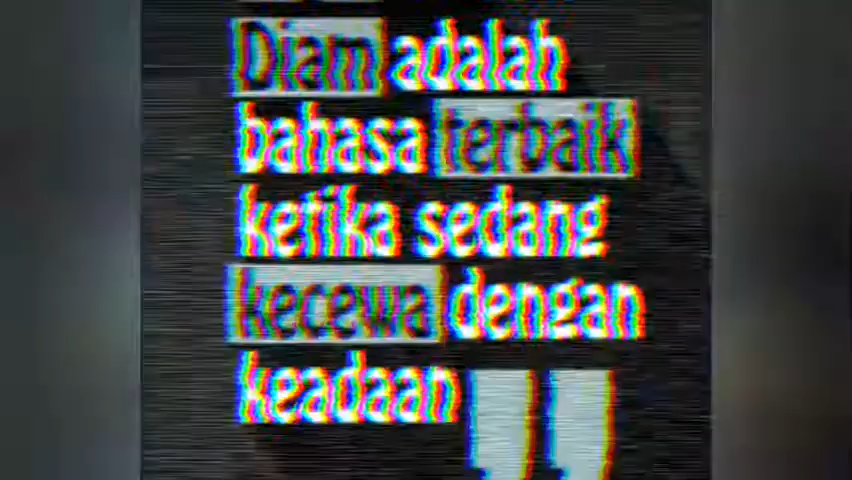 Diam adalah
bahasa terbaik
ketika sedang
kecewa dengan
keadaan
"